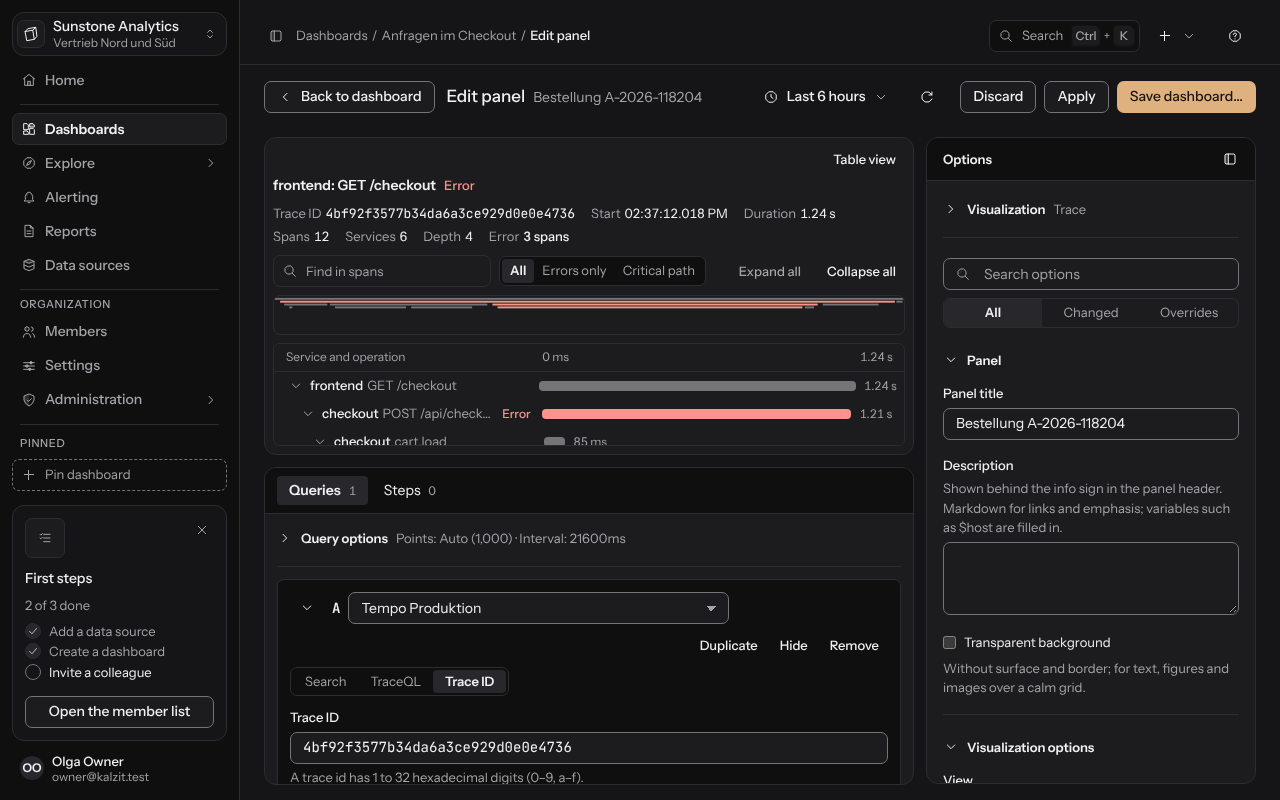 Sunstone Analytics
Vertrieb Nord und Süd
Home
Dashboards
Explore
Alerting
Reports
Data sources
ORGANIZATION
Members
Settings
Administration
PINNED
Pin dashboard
First steps
2 of 3 done
Add a data source
Create a dashboard
Invite a colleague
Open the member list
OO Olga Owner
owner@kalzit.test
Dashboards / Anfragen im Checkout / Edit panel
Search Ctrl + K
Back to dashboard Edit panel Bestellung A-2026-118204 Last 6 hours Discard Apply Save dashboard…
Table view
frontend: GET /checkout Error
Trace ID 4bf92f3577b34da6a3ce929d0e0e4736 Start 02:37:12.018 PM Duration 1.24 s
Spans 12 Services 6 Depth 4 Error 3 spans
Find in spans All Errors only Critical path Expand all Collapse all
Service and operation 0 ms 1.24 s
frontend GET /checkout 1.24 s
checkout POST /api/check… Error 1.21 s
checkout cart load 85 ms
Queries 1 Steps 0
Query options Points: Auto (1,000) · Interval: 21600ms
A Tempo Produktion
Duplicate Hide Remove
Search TraceQL Trace ID
Trace ID
4bf92f3577b34da6a3ce929d0e0e4736
A trace id has 1 to 32 hexadecimal digits (0–9, a–f).
Options
Visualization Trace
Search options
All Changed Overrides
Panel
Panel title
Bestellung A-2026-118204
Description
Shown behind the info sign in the panel header.
Markdown for links and emphasis; variables such
as $host are filled in.
Transparent background
Without surface and border; for text, figures and
images over a calm grid.
Visualization options
View